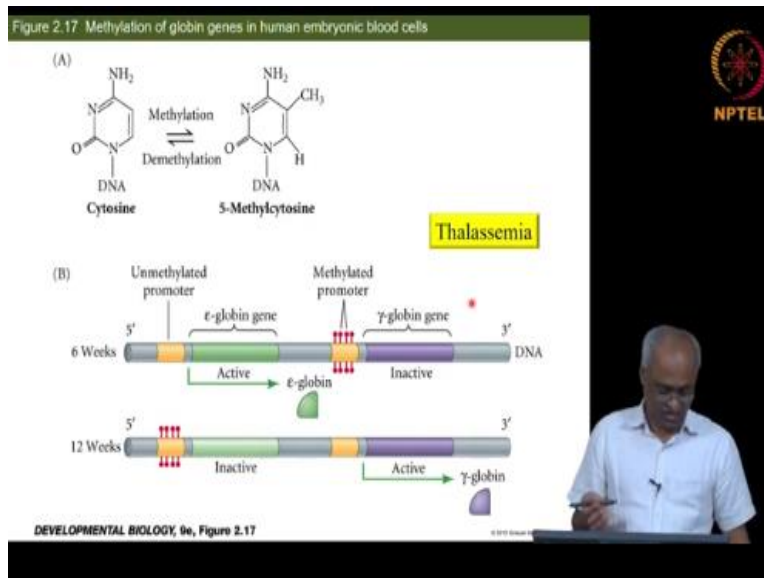 Figure 2.17 Methylation of globin genes in human embryonic blood cells
NPTEL
(A)
NH2
N
O
N
DNA
Cytosine
Methylation
Demethylation
NH2
CH3
N
O
N
H
DNA
5-Methylcytosine
Thalassemia
(B)
Unmethylated
promoter
Methylated
promoter
5′
ε-globin gene
γ-globin gene
3′
6 Weeks
DNA
Active
ε-globin
Inactive
5′
3′
12 Weeks
Inactive
Active
γ-globin
DEVELOPMENTAL BIOLOGY, 9e, Figure 2.17